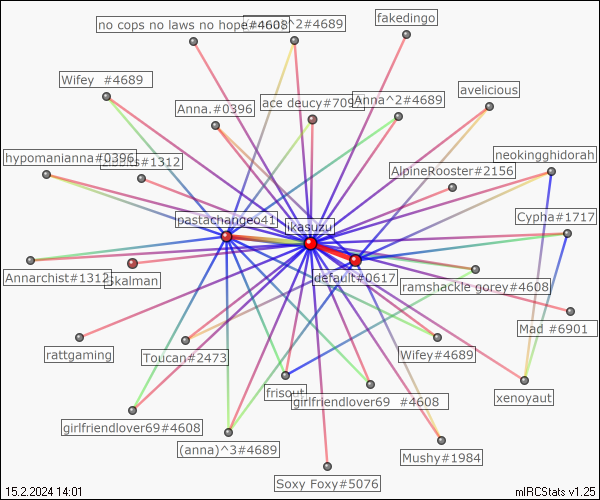 fakedingo
no cops no laws no hope#4608
^2#4689
Wifey  #4689
avelicious
Anna.#0396
ace deucy#709
Anna^2#4689
neokingghidorah
hypomanianna#0396
#1312
AlpineRooster#2156
pastachangeo41
jikasuzu
Cypha#1717
Annarchist#1312
Skalman
default#0617
ramshackle gorey#4608
Mad  #6901
rattgaming
Toucan#2473
Wifey#4689
frisout
girlfriendlover69  #4608
xenoyaut
girlfriendlover69#4608
(anna)^3#4689
Mushy#1984
Soxy Foxy#5076
15.2.2024 14:01
mIRCStats v1.25